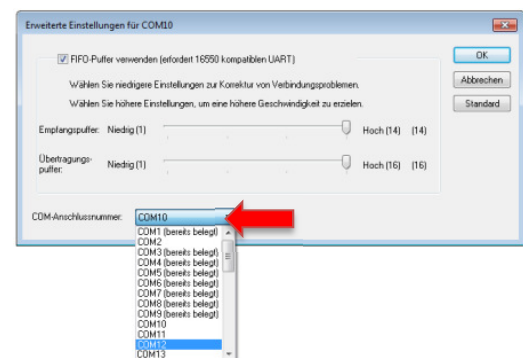 Erweiterte Einstellungen für COM10
FIFO-Puffer verwenden (erfordert 16550 kompatiblen UART)
OK
Wählen Sie niedrigere Einstellungen zur Korrektur von Verbindungsproblemen.
Abbrechen
Wählen Sie höhere Einstellungen, um eine höhere Geschwindigkeit zu erzielen.
Standard
Empfangspuffer: Niedrig (1) Hoch (14) (14)
Übertragungs-
puffer: Niedrig (1) Hoch (16) (16)
COM-Anschlussnummer: COM10
COM1 (bereits belegt)
COM2
COM3 (bereits belegt)
COM4 (bereits belegt)
COM5 (bereits belegt)
COM6 (bereits belegt)
COM7 (bereits belegt)
COM8 (bereits belegt)
COM9 (bereits belegt)
COM10
COM11
COM12
COM13